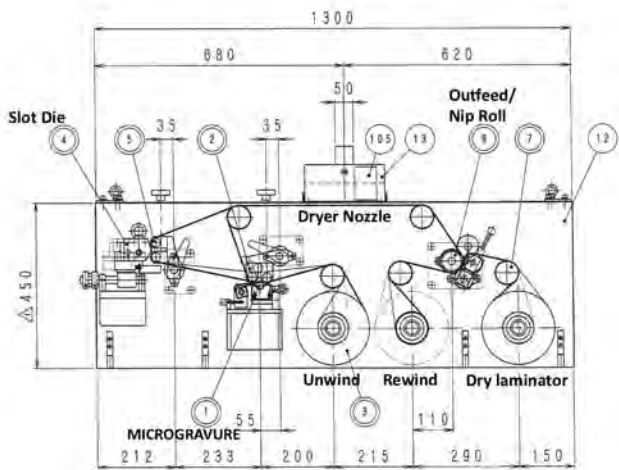 1300
680 620
50
Outfeed/
Nip Roll
Slot Die
35 35
4 5 2 105 13 9 7 12
Dryer Nozzle
△450
Unwind Rewind Dry laminator
1 3
55 110
MICROGRAVURE
212 233 200 215 290 150